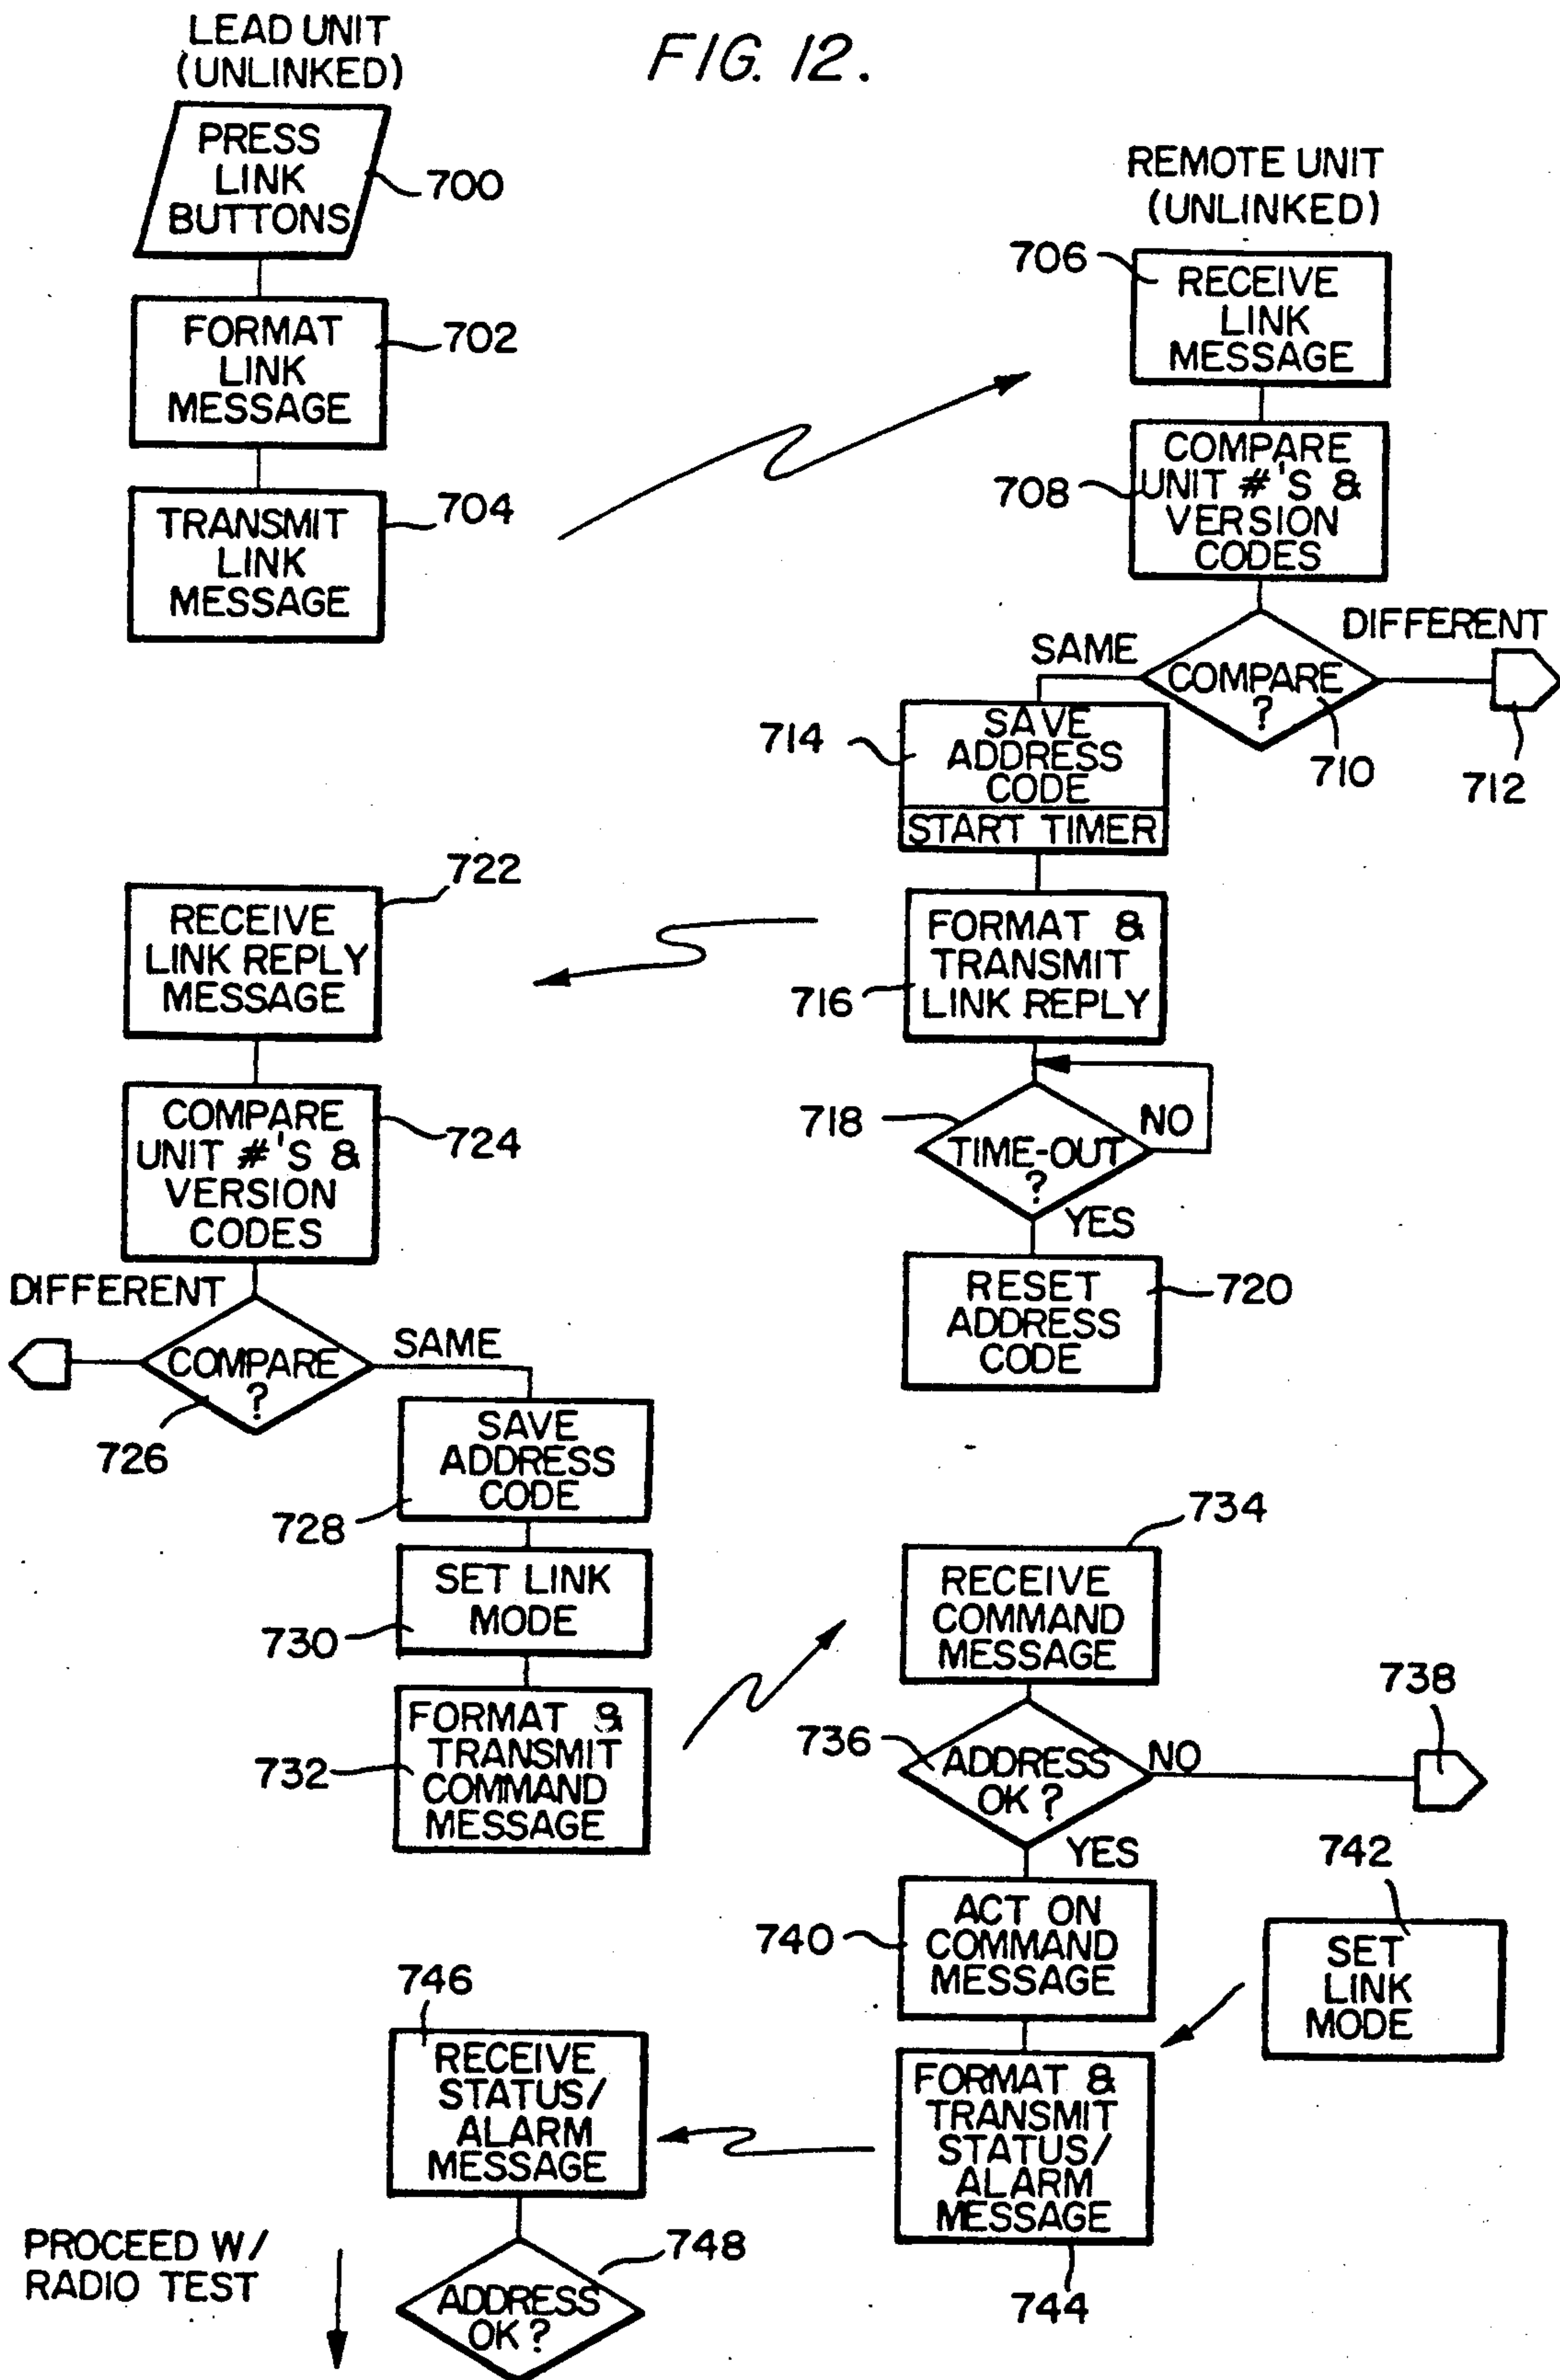 LEAD UNIT
(UNLINKED)
FIG. 12.
PRESS
LINK
BUTTONS
700
FORMAT
LINK
MESSAGE
702
TRANSMIT
LINK
MESSAGE
704
REMOTE UNIT
(UNLINKED)
706
RECEIVE
LINK
MESSAGE
708
COMPARE
UNIT #'S &
VERSION
CODES
SAME
COMPARE
?
710
DIFFERENT
712
714
SAVE
ADDRESS
CODE
START TIMER
716
FORMAT &
TRANSMIT
LINK REPLY
718
TIME-OUT
?
NO
YES
RESET
ADDRESS
CODE
720
722
RECEIVE
LINK REPLY
MESSAGE
COMPARE
UNIT #'S &
VERSION
CODES
724
DIFFERENT
COMPARE
?
726
SAME
SAVE
ADDRESS
CODE
728
SET LINK
MODE
730
FORMAT &
TRANSMIT
COMMAND
MESSAGE
732
734
RECEIVE
COMMAND
MESSAGE
736
ADDRESS
OK?
NO
738
YES
740
ACT ON
COMMAND
MESSAGE
742
SET
LINK
MODE
FORMAT &
TRANSMIT
STATUS/
ALARM
MESSAGE
744
746
RECEIVE
STATUS/
ALARM
MESSAGE
748
ADDRESS
OK?
PROCEED W/
RADIO TEST